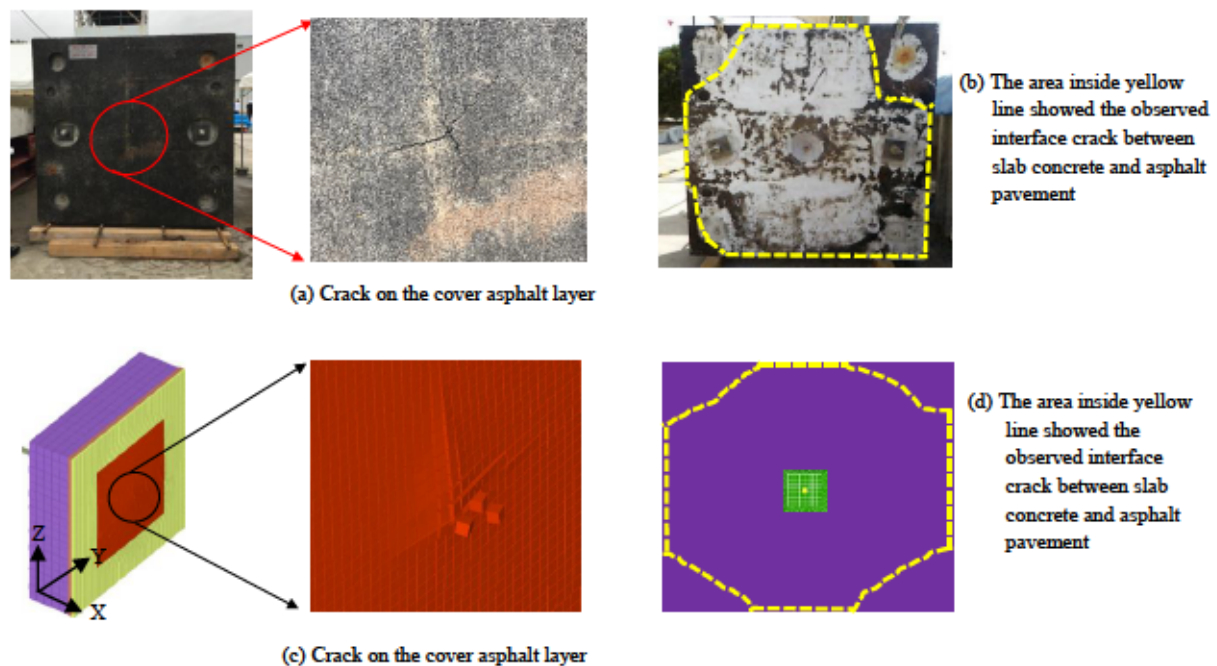 (b) The area inside yellow
line showed the observed
interface crack between
slab concrete and asphalt
pavement
(a) Crack on the cover asphalt layer
Z
Y
X
(d) The area inside yellow
line showed the
observed interface
crack between slab
concrete and asphalt
pavement
(c) Crack on the cover asphalt layer